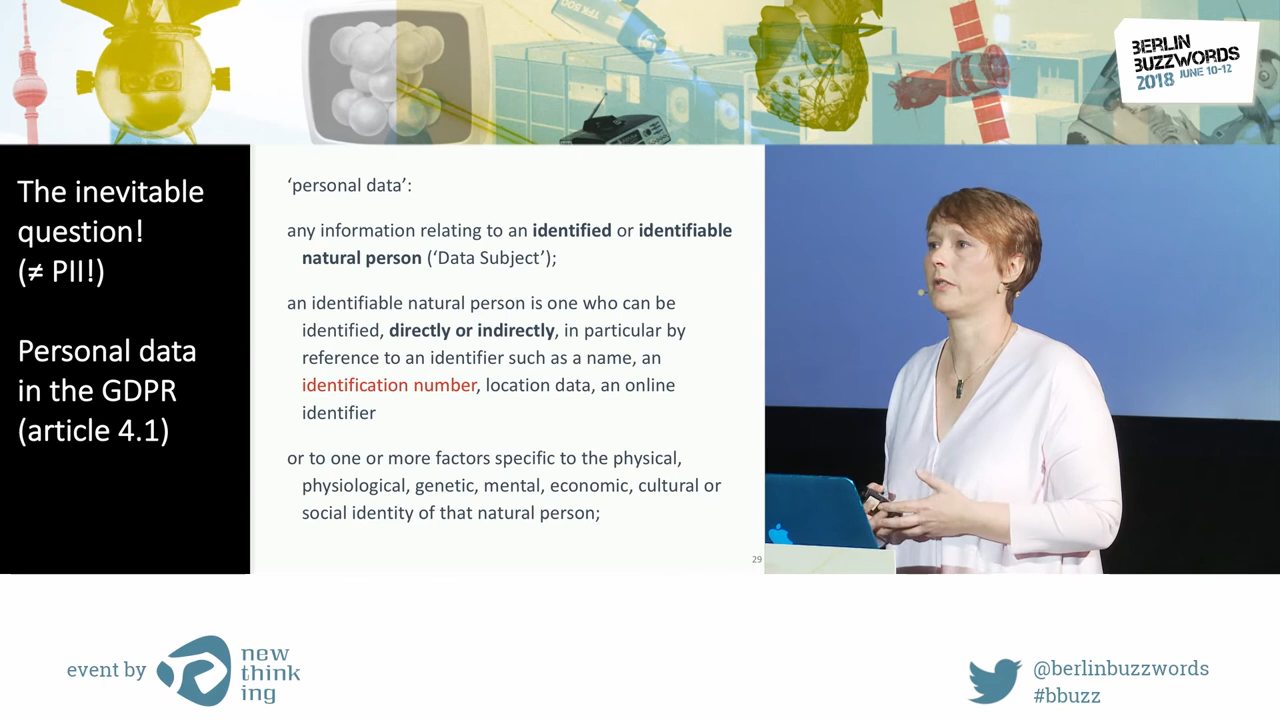 BERLIN
BUZZWORDS
2018 JUNE 10-12
TFK 500
The inevitable
question!
(≠ PII!)
Personal data
in the GDPR
(article 4.1)
‘personal data’:
any information relating to an identified or identifiable
natural person (‘Data Subject’);
an identifiable natural person is one who can be
identified, directly or indirectly, in particular by
reference to an identifier such as a name, an
identification number, location data, an online
identifier
or to one or more factors specific to the physical,
physiological, genetic, mental, economic, cultural or
social identity of that natural person;
29
event by
new
think
ing
@berlinbuzzwords
#bbuzz